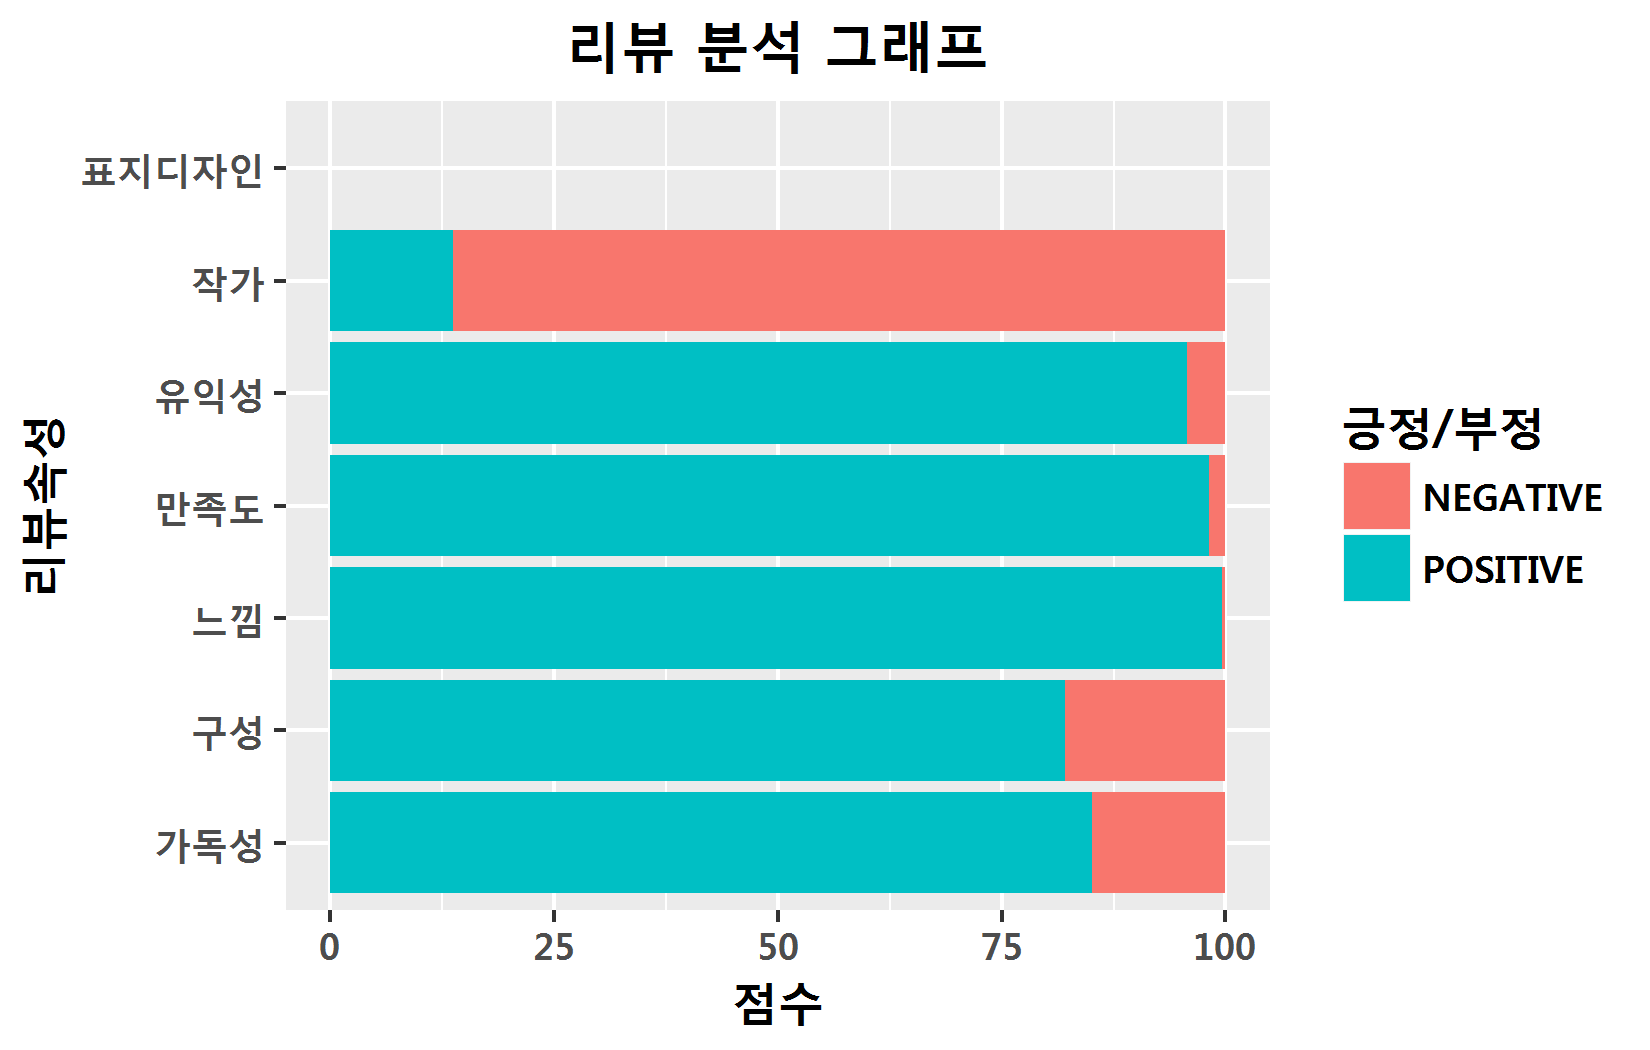 리뷰 분석 그래프
표지디자인
작가
유익성
만족도
느낌
구성
가독성
리뷰속성
0 25 50 75 100
점수
긍정/부정
NEGATIVE
POSITIVE